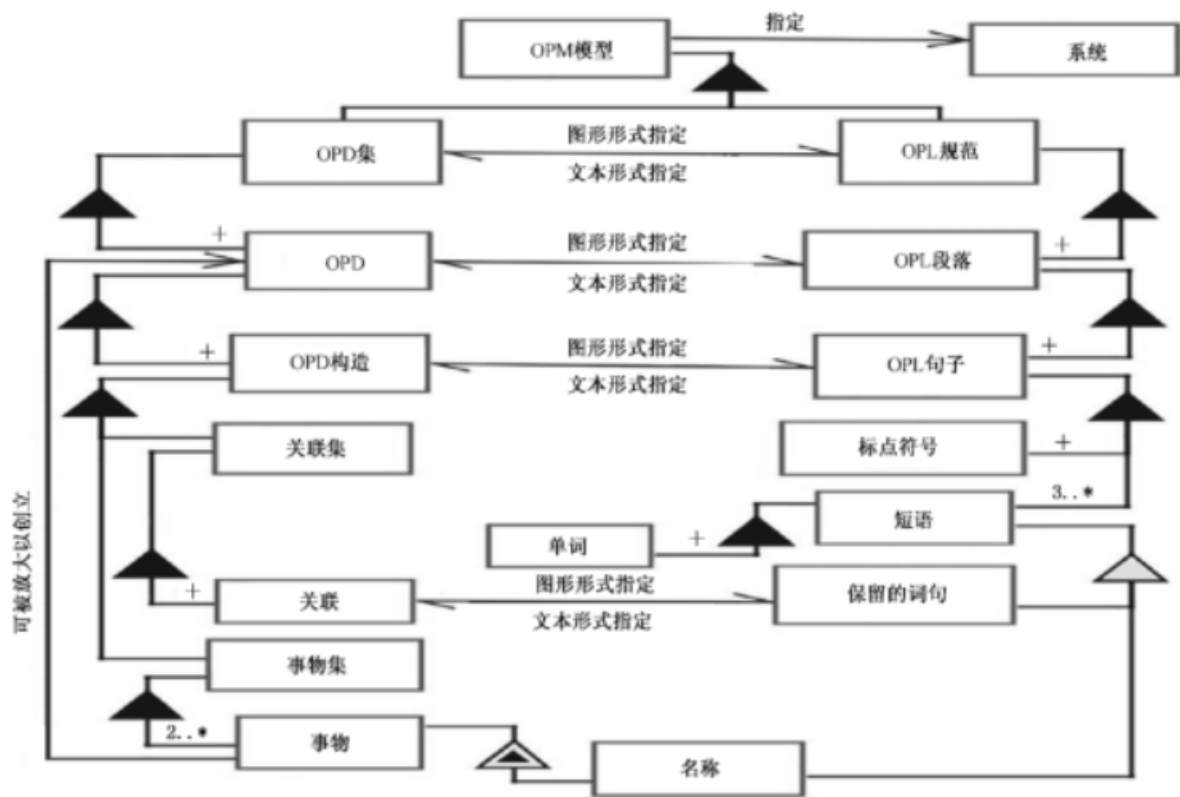 指定
OPM模型
系统
OPD集
图形形式指定
文本形式指定
OPL规范
+
OPD
图形形式指定
文本形式指定
OPL段落
+
+
OPD构造
图形形式指定
文本形式指定
OPL句子
+
关联集
标点符号
+
3..*
短语
单词
+
可被放大以创立
+
关联
图形形式指定
文本形式指定
保留的词句
事物集
2..*
事物
名称